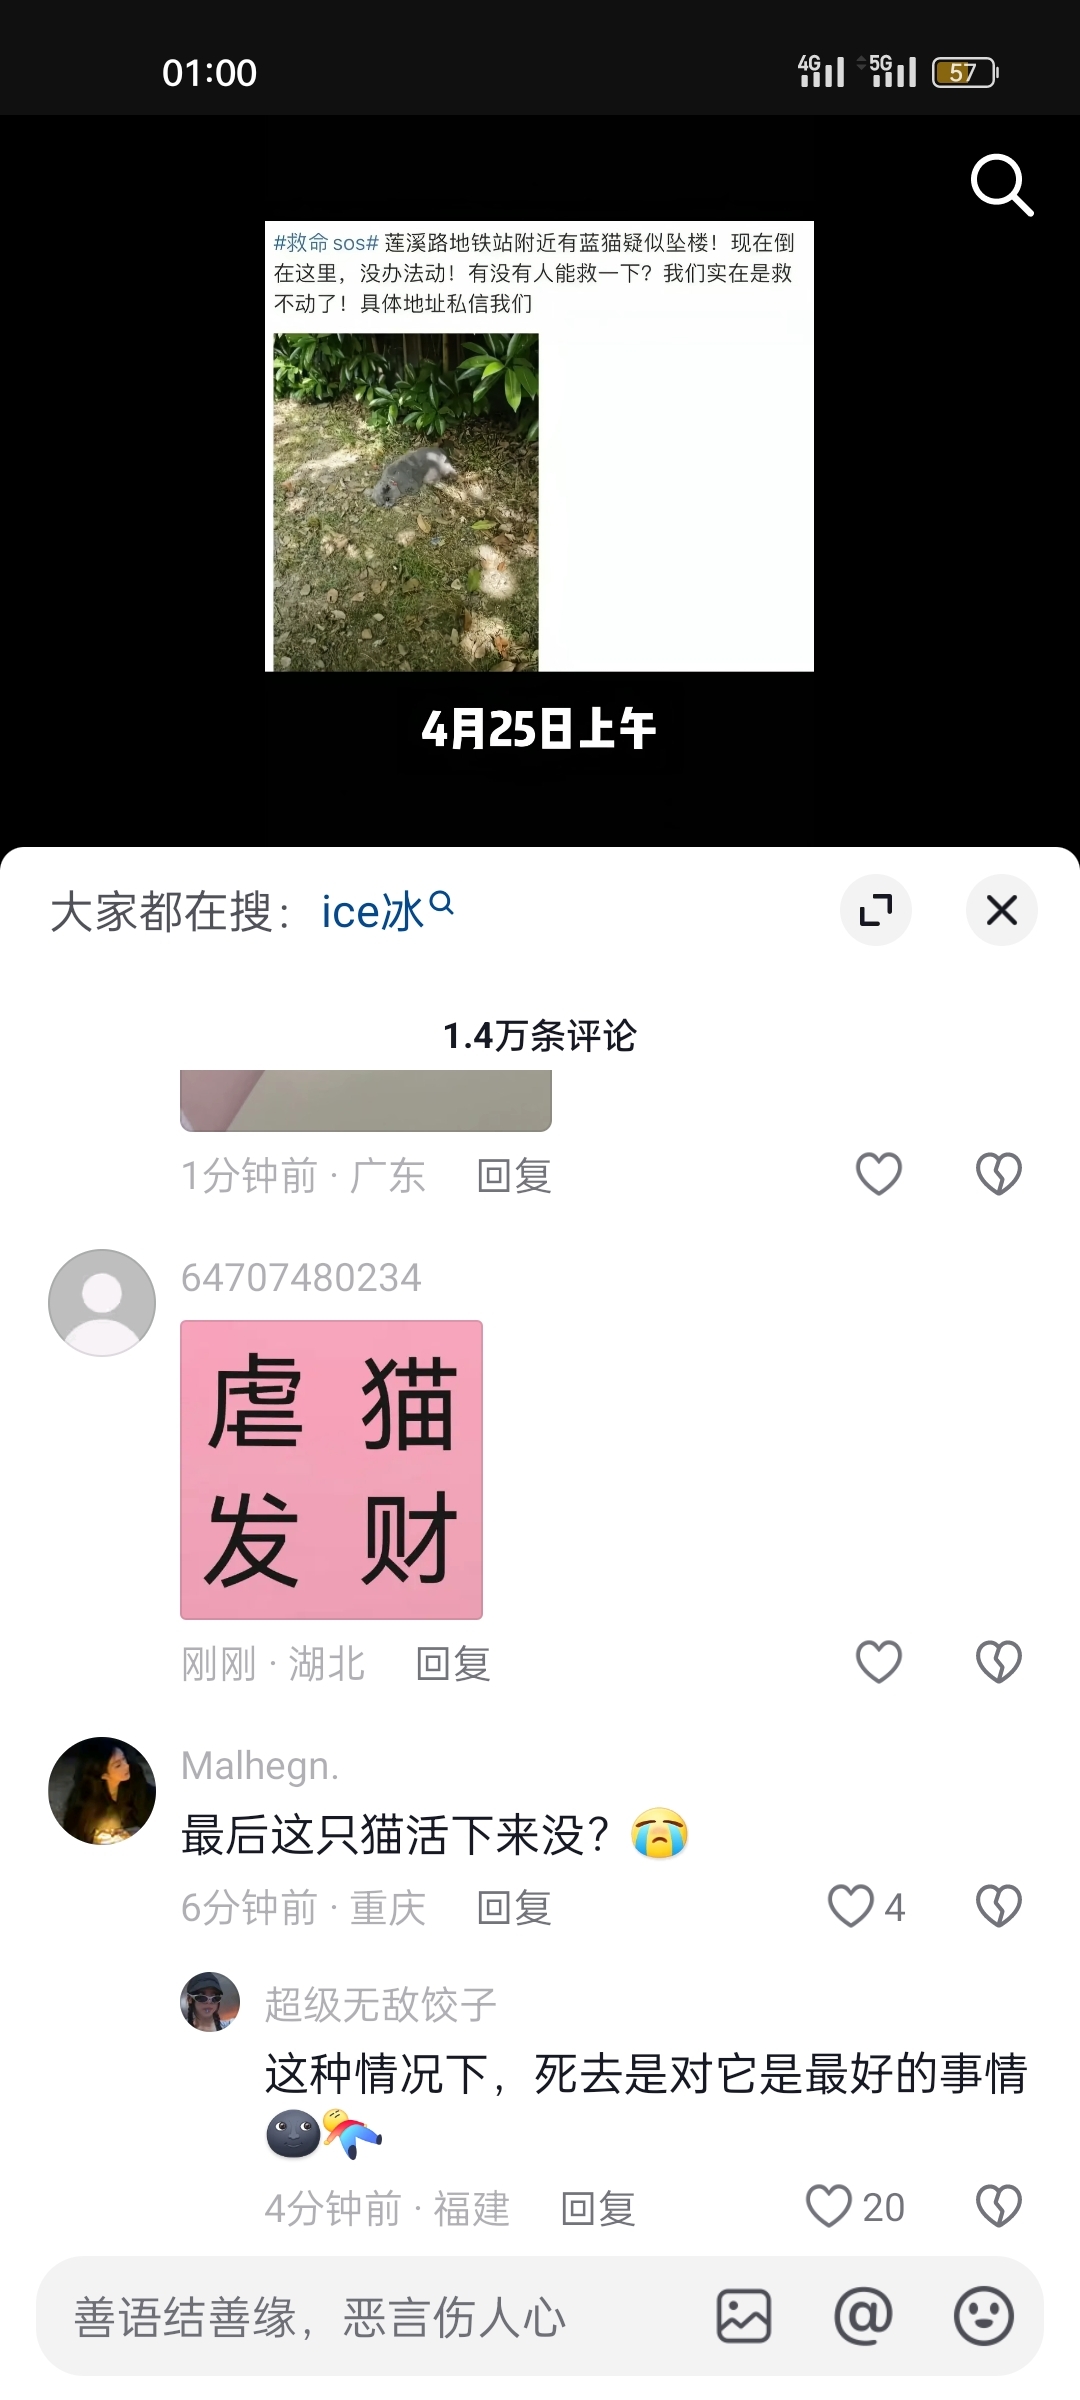 01:00
4G 5G 57
#救命sos# 莲溪路地铁站附近有蓝猫疑似坠楼！现在倒
在这里，没办法动！有没有人能救一下？我们实在是救
不动了！具体地址私信我们
4月25日上午
大家都在搜：ice冰
1.4万条评论
1分钟前 · 广东 回复
64707480234
虐 猫
发 财
刚刚 · 湖北 回复
Malhegn.
最后这只猫活下来没？
6分钟前 · 重庆 回复 4
超级无敌饺子
这种情况下，死去是对它是最好的事情
4分钟前 · 福建 回复 20
善语结善缘，恶言伤人心